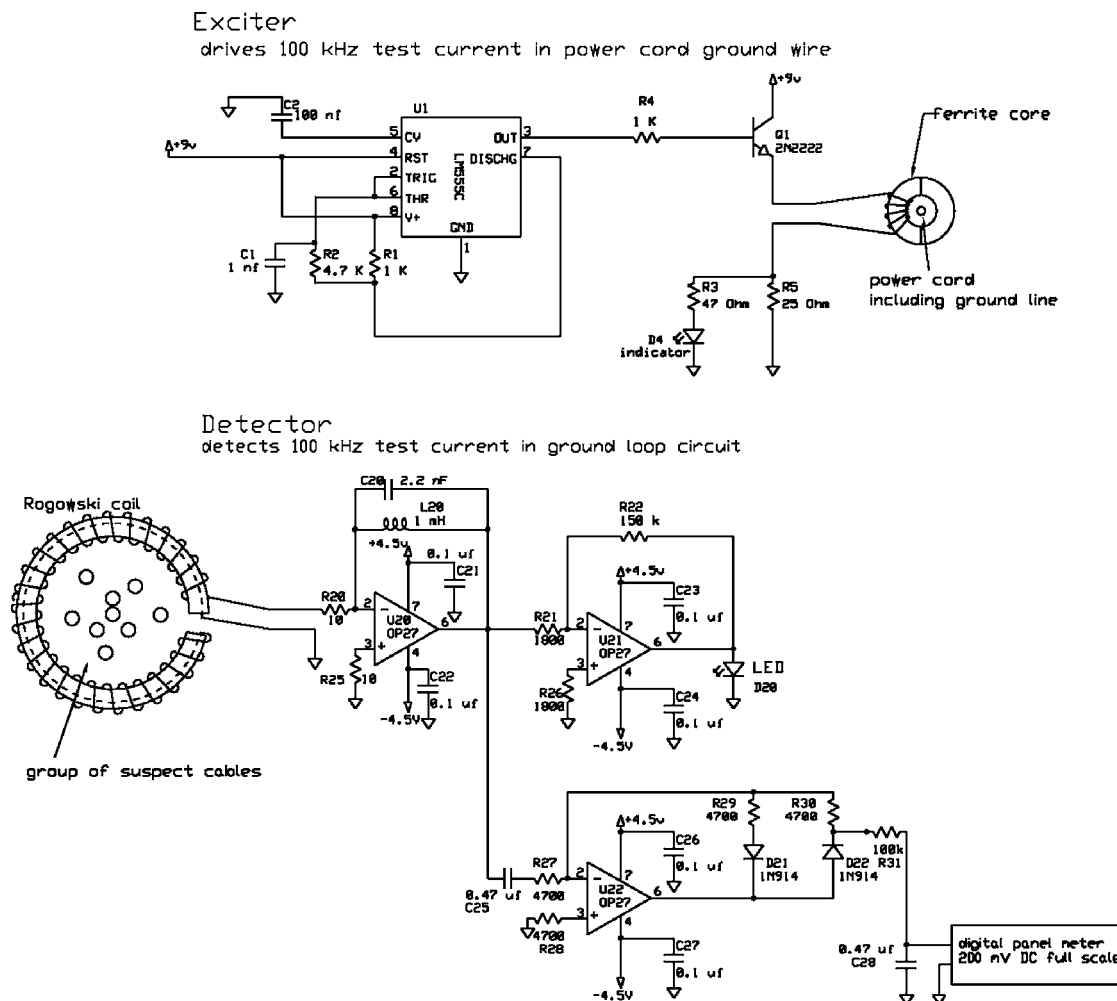 Exciter
drives 100 kHz test current in power cord ground wire
+9v
C2
100 nf
U1
R4
1 K
ferrite core
5
CV
OUT
3
Q1
2N2222
+9v
4
RST
DISCHG
7
2
TRIG
LM555C
6
THR
8
V+
GND
1
C1
1 nf
R2
4.7 K
R1
1 K
R3
47 Ohm
R5
25 Ohm
power cord
including ground line
D4
indicator
Detector
detects 100 kHz test current in ground loop circuit
C20
2.2 nF
Rogowski coil
L20
1 mH
R22
150 k
+4.5v
0.1 uf
C21
+4.5v
C23
0.1 uf
R20
10
2
7
U20
OP27
6
3
4
R21
1800
2
7
U21
OP27
6
3
4
LED
D20
R25
10
C22
0.1 uf
-4.5V
R26
1800
C24
0.1 uf
-4.5V
group of suspect cables
R29
4700
R30
4700
+4.5v
C26
0.1 uf
100k
R31
D21
1N914
D22
1N914
0.47 uf
C25
R27
4700
2
7
U22
OP27
6
3
4
4700
R28
C27
0.1 uf
-4.5V
0.47 uf
C28
digital panel meter
200 mV DC full scale